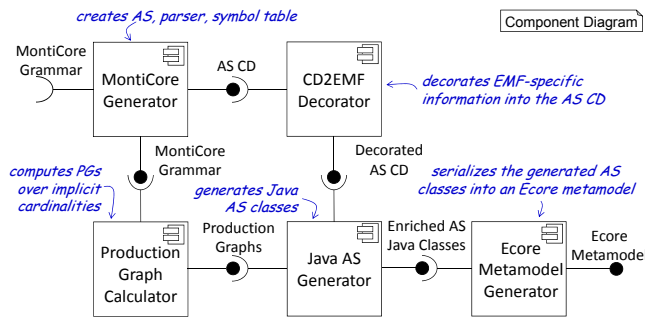 creates AS, parser, symbol table
Component Diagram
MontiCore
Grammar
MontiCore
Generator
AS CD
CD2EMF
Decorator
decorates EMF-specific
information into the AS CD
MontiCore
Grammar
Decorated
AS CD
computes PGs
over implicit
cardinalities
generates Java
AS classes
serializes the generated AS
classes into an Ecore metamodel
Production
Graph
Calculator
Production
Graphs
Java AS
Generator
Enriched AS
Java Classes
Ecore
Metamodel
Generator
Ecore
Metamodel